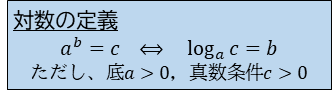 対数の定義
a^b = c ⇔ log_a c = b
ただし、底a > 0，真数条件c > 0